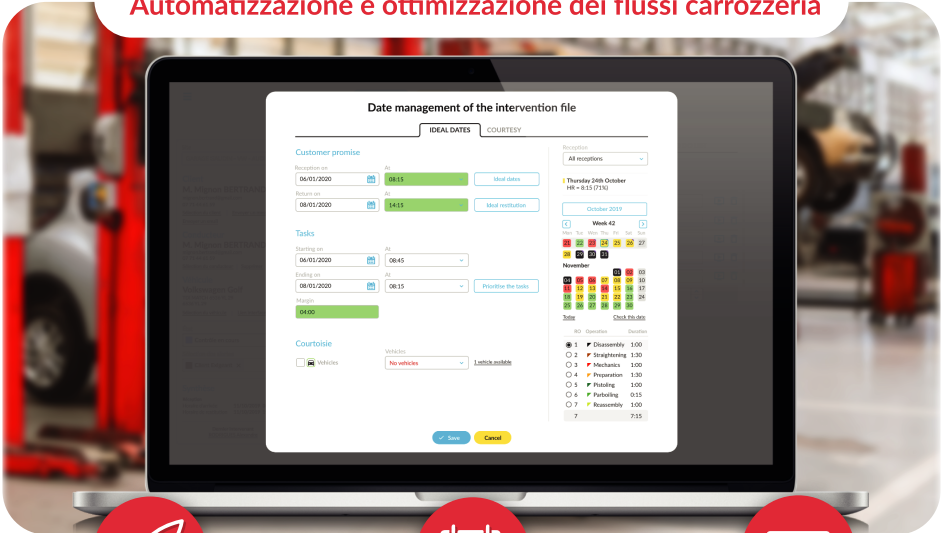 Automatizzazione e ottimizzazione dei flussi carrozzeria
Date management of the intervention file
IDEAL DATES COURTESY
Customer promise
Reception on At
06/01/2020 08:15 Ideal dates
Return on At
08/01/2020 14:15 Ideal restitution
Tasks
Starting on At
06/01/2020 08:45
Ending on At
08/01/2020 08:15 Prioritise the tasks
Margin
04:00
Courtoisie
Vehicles
Vehicles No vehicles 1 vehicle available
Save Cancel
Reception
All receptions
Thursday 24th October
HR = 8:15 (71%)
October 2019
Week 42
Mon Tue Wen Thu Fri Sat Sun
21 22 23 24 25 26 27
28 29 30 31
November
01 02 03
04 05 06 07 08 09 10
11 12 13 14 15 16 17
18 19 20 21 22 23 24
25 26 27 28 29 30
Today Check this date
RO Operation Duration
1 Disassembly 1:00
2 Straightening 1:30
3 Mechanics 1:00
4 Preparation 1:30
5 Pistoling 1:00
6 Parboiling 0:15
7 Reassembly 1:00
7 7:15